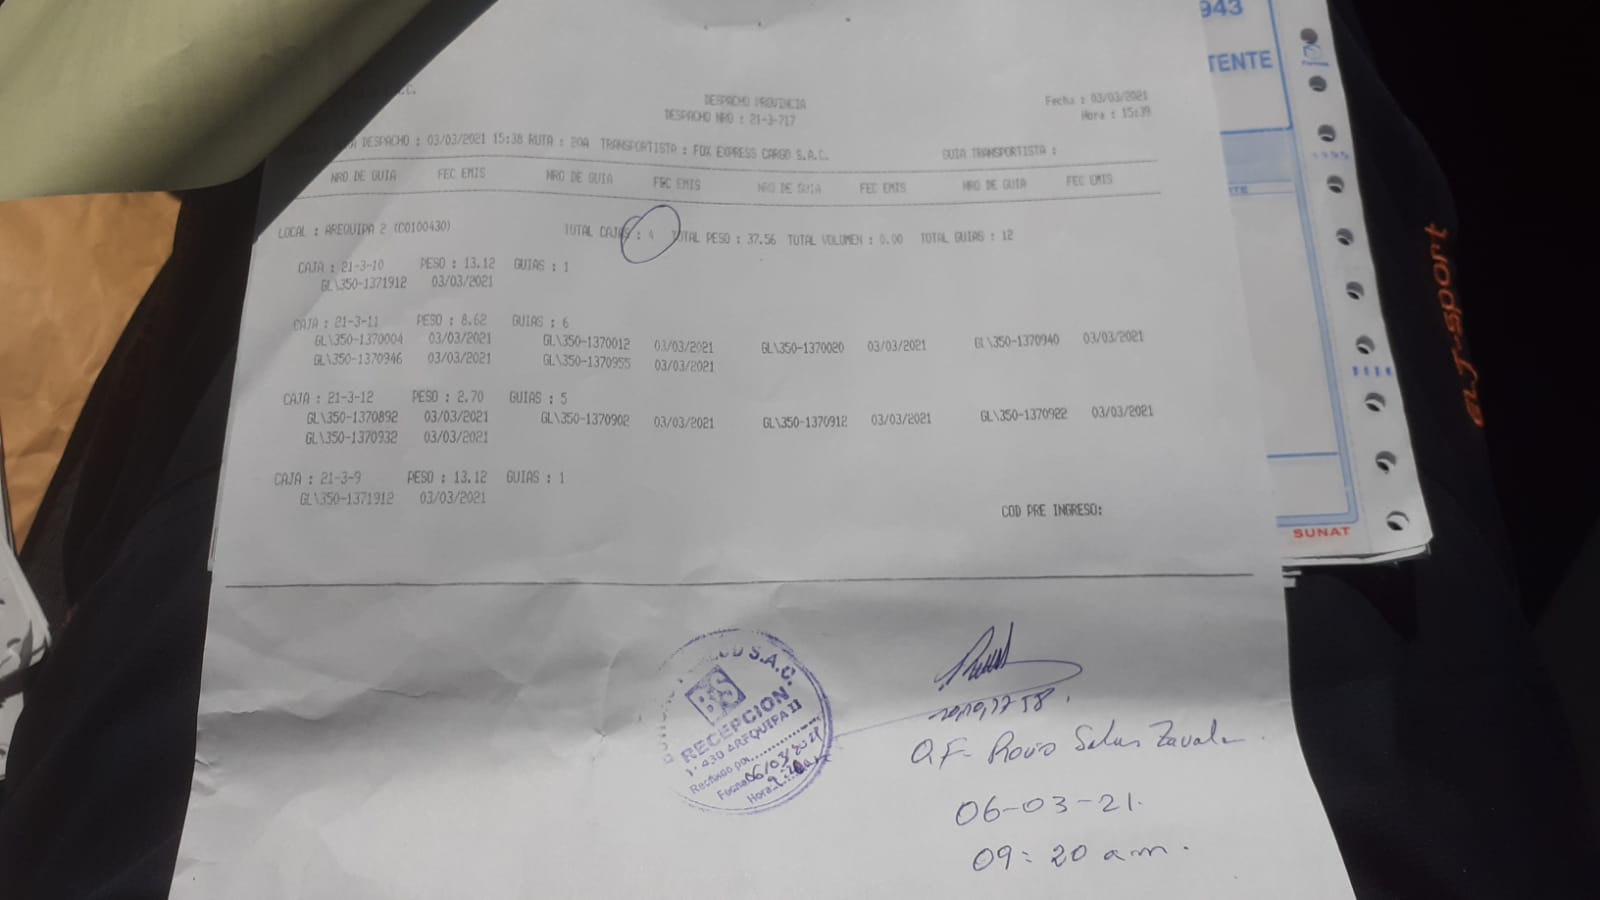 943
TENTE
.C.
DESPACHO PROVINCIA
Fecha : 03/03/2021
DESPACHO NRO : 21-3-717
Hora : 15:39
DESPACHO : 03/03/2021 15:38 RUTA : 20A TRANSPORTISTA : FOX EXPRESS CARGO S.A.C. GUIA TRANSPORTISTA :
NRO DE GUIA FEC EMIS NRO DE GUIA FEC EMIS NRO DE GUIA FEC EMIS NRO DE GUIA FEC EMIS
LOCAL : AREQUIPA 2 (C0100430) TOTAL CAJAS : 4 TOTAL PESO : 37.56 TOTAL VOLUMEN : 0.00 TOTAL GUIAS : 12
CAJA : 21-3-10 PESO : 13.12 GUIAS : 1
GL\350-1371912 03/03/2021
CAJA : 21-3-11 PESO : 8.62 GUIAS : 6
GL\350-1370004 03/03/2021 GL\350-1370012 03/03/2021 GL\350-1370020 03/03/2021 GL\350-1370940 03/03/2021
GL\350-1370946 03/03/2021 GL\350-1370955 03/03/2021
CAJA : 21-3-12 PESO : 2.70 GUIAS : 5
GL\350-1370892 03/03/2021 GL\350-1370902 03/03/2021 GL\350-1370912 03/03/2021 GL\350-1370922 03/03/2021
GL\350-1370932 03/03/2021
CAJA : 21-3-9 PESO : 13.12 GUIAS : 1
GL\350-1371912 03/03/2021
COD PRE INGRESO:
SUNAT
ELT-sport
S.A.C.
BS
RECEPCION
AREQUIPA II
Recibido por
Fecha 06/03/2021
Hora
Q.F. Salas Zavala
06-03-21.
09:20 am.